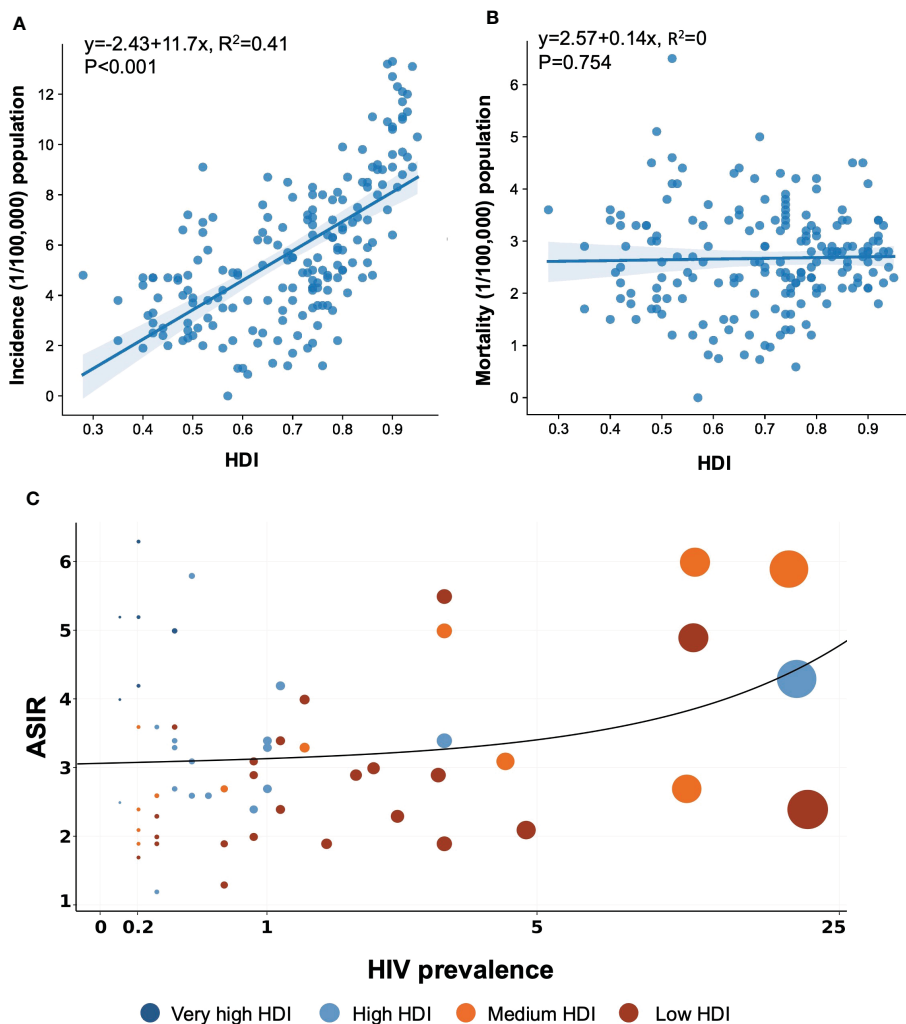 A
y=-2.43+11.7x, R²=0.41
P<0.001
Incidence (1/100,000) population
12
10
8
6
4
2
0
0.3 0.4 0.5 0.6 0.7 0.8 0.9
HDI
B
y=2.57+0.14x, R²=0
P=0.754
Mortality (1/100,000) population
6
5
4
3
2
1
0
0.3 0.4 0.5 0.6 0.7 0.8 0.9
HDI
C
ASIR
6
5
4
3
2
1
0 0.2 1 5 25
HIV prevalence
Very high HDI High HDI Medium HDI Low HDI